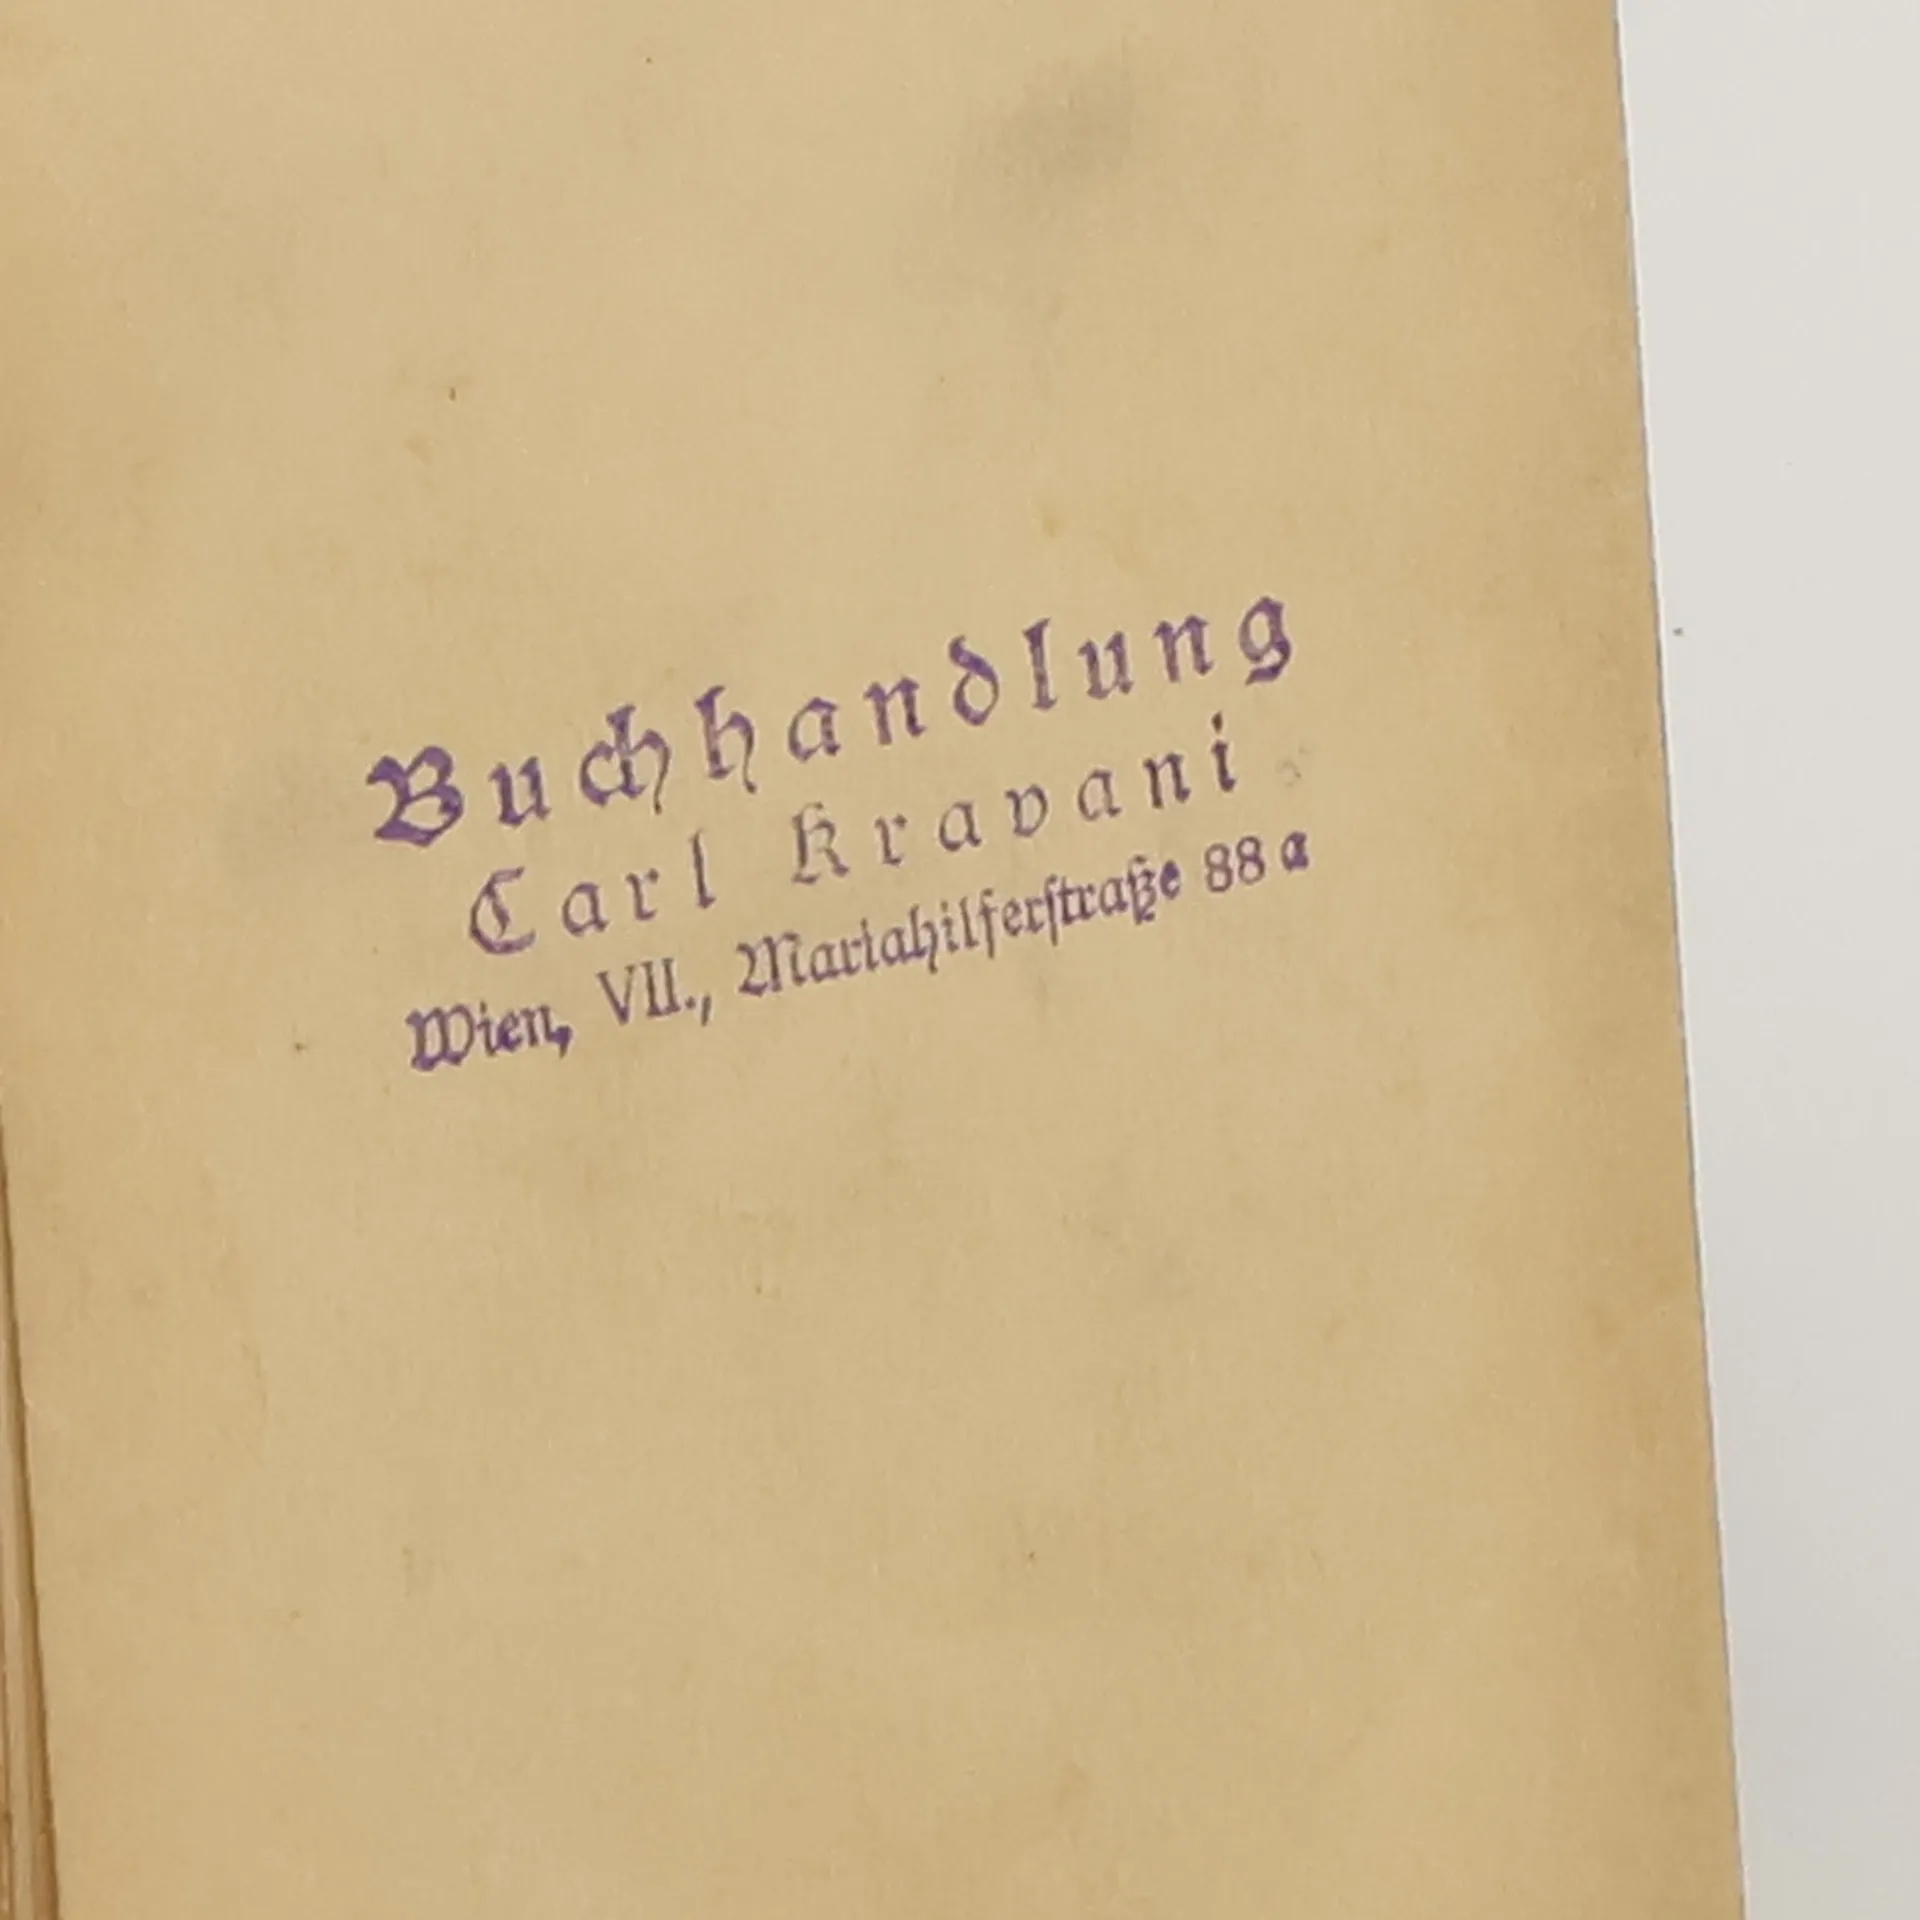 Buchhandlung
Carl Kravani
Wien, VII., Mariahilferstraße 88 a